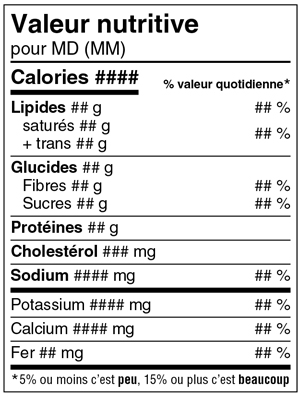 Valeur nutritive
pour MD (MM)
Calories ####
% valeur quotidienne*
Lipides ## g ## %
saturés ## g
+ trans ## g ## %
Glucides ## g
Fibres ## g ## %
Sucres ## g ## %
Protéines ## g
Cholestérol ### mg
Sodium #### mg ## %
Potassium #### mg ## %
Calcium #### mg ## %
Fer ## mg ## %
*5% ou moins c'est peu, 15% ou plus c'est beaucoup